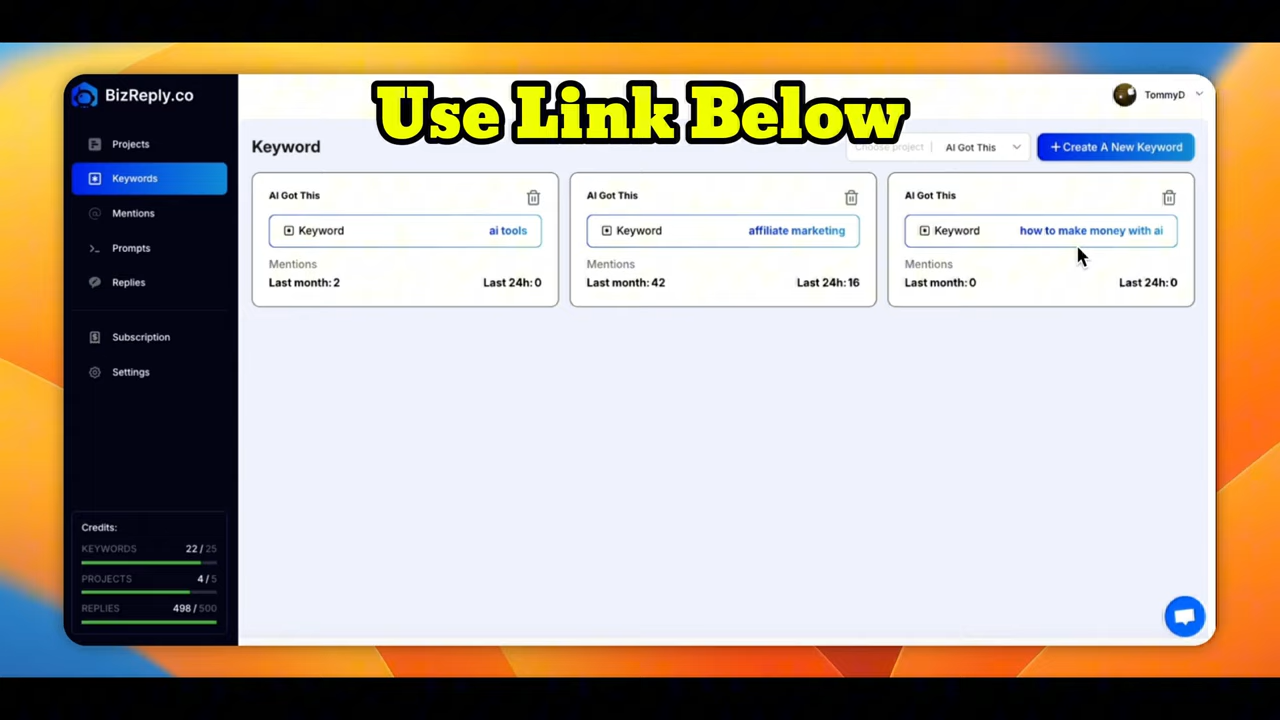 Use Link Below
BizReply.co
TommyD
Projects
Keywords
Mentions
Prompts
Replies
Subscription
Settings
Credits:
KEYWORDS 22 / 25
PROJECTS 4 / 5
REPLIES 498 / 500
Keyword
Choose project AI Got This
+ Create A New Keyword
AI Got This
Keyword ai tools
Mentions
Last month: 2 Last 24h: 0
AI Got This
Keyword affiliate marketing
Mentions
Last month: 42 Last 24h: 16
AI Got This
Keyword how to make money with ai
Mentions
Last month: 0 Last 24h: 0